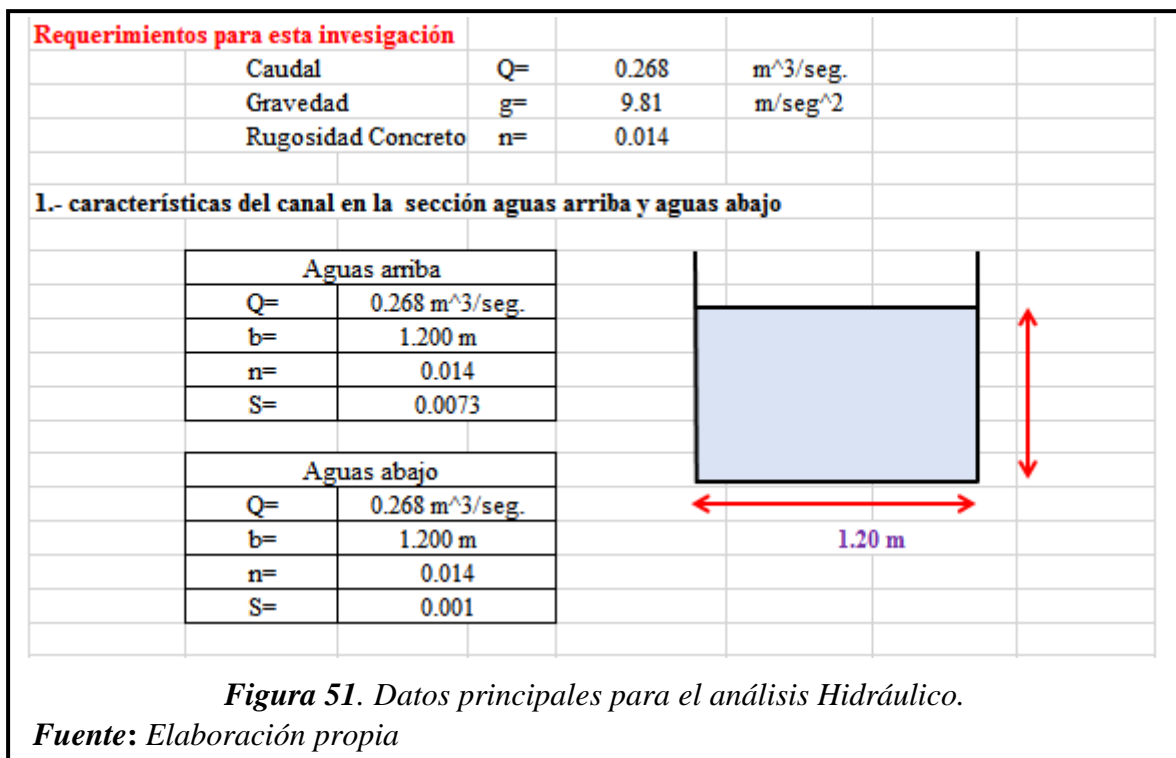 Requerimientos para esta invesigación
Caudal Q= 0.268 m^3/seg.
Gravedad g= 9.81 m/seg^2
Rugosidad Concreto n= 0.014
1.- características del canal en la sección aguas arriba y aguas abajo
Aguas arriba
Q= 0.268 m^3/seg.
b= 1.200 m
n= 0.014
S= 0.0073
Aguas abajo
Q= 0.268 m^3/seg.
b= 1.200 m
n= 0.014
S= 0.001
1.20 m
Figura 51. Datos principales para el análisis Hidráulico.
Fuente: Elaboración propia